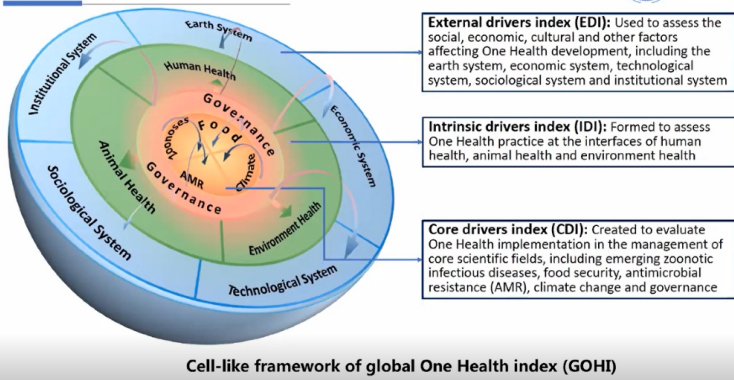 Earth System
Institutional System
Human Health
Economic System
Governance
Food
Zoonoses
Climate
AMR
Governance
Animal Health
Environment Health
Sociological System
Technological System
External drivers index (EDI): Used to assess the
social, economic, cultural and other factors
affecting One Health development, including the
earth system, economic system, technological
system, sociological system and institutional system
Intrinsic drivers index (IDI): Formed to assess
One Health practice at the interfaces of human
health, animal health and environment health
Core drivers index (CDI): Created to evaluate
One Health implementation in the management of
core scientific fields, including emerging zoonotic
infectious diseases, food security, antimicrobial
resistance (AMR), climate change and governance
Cell-like framework of global One Health index (GOHI)